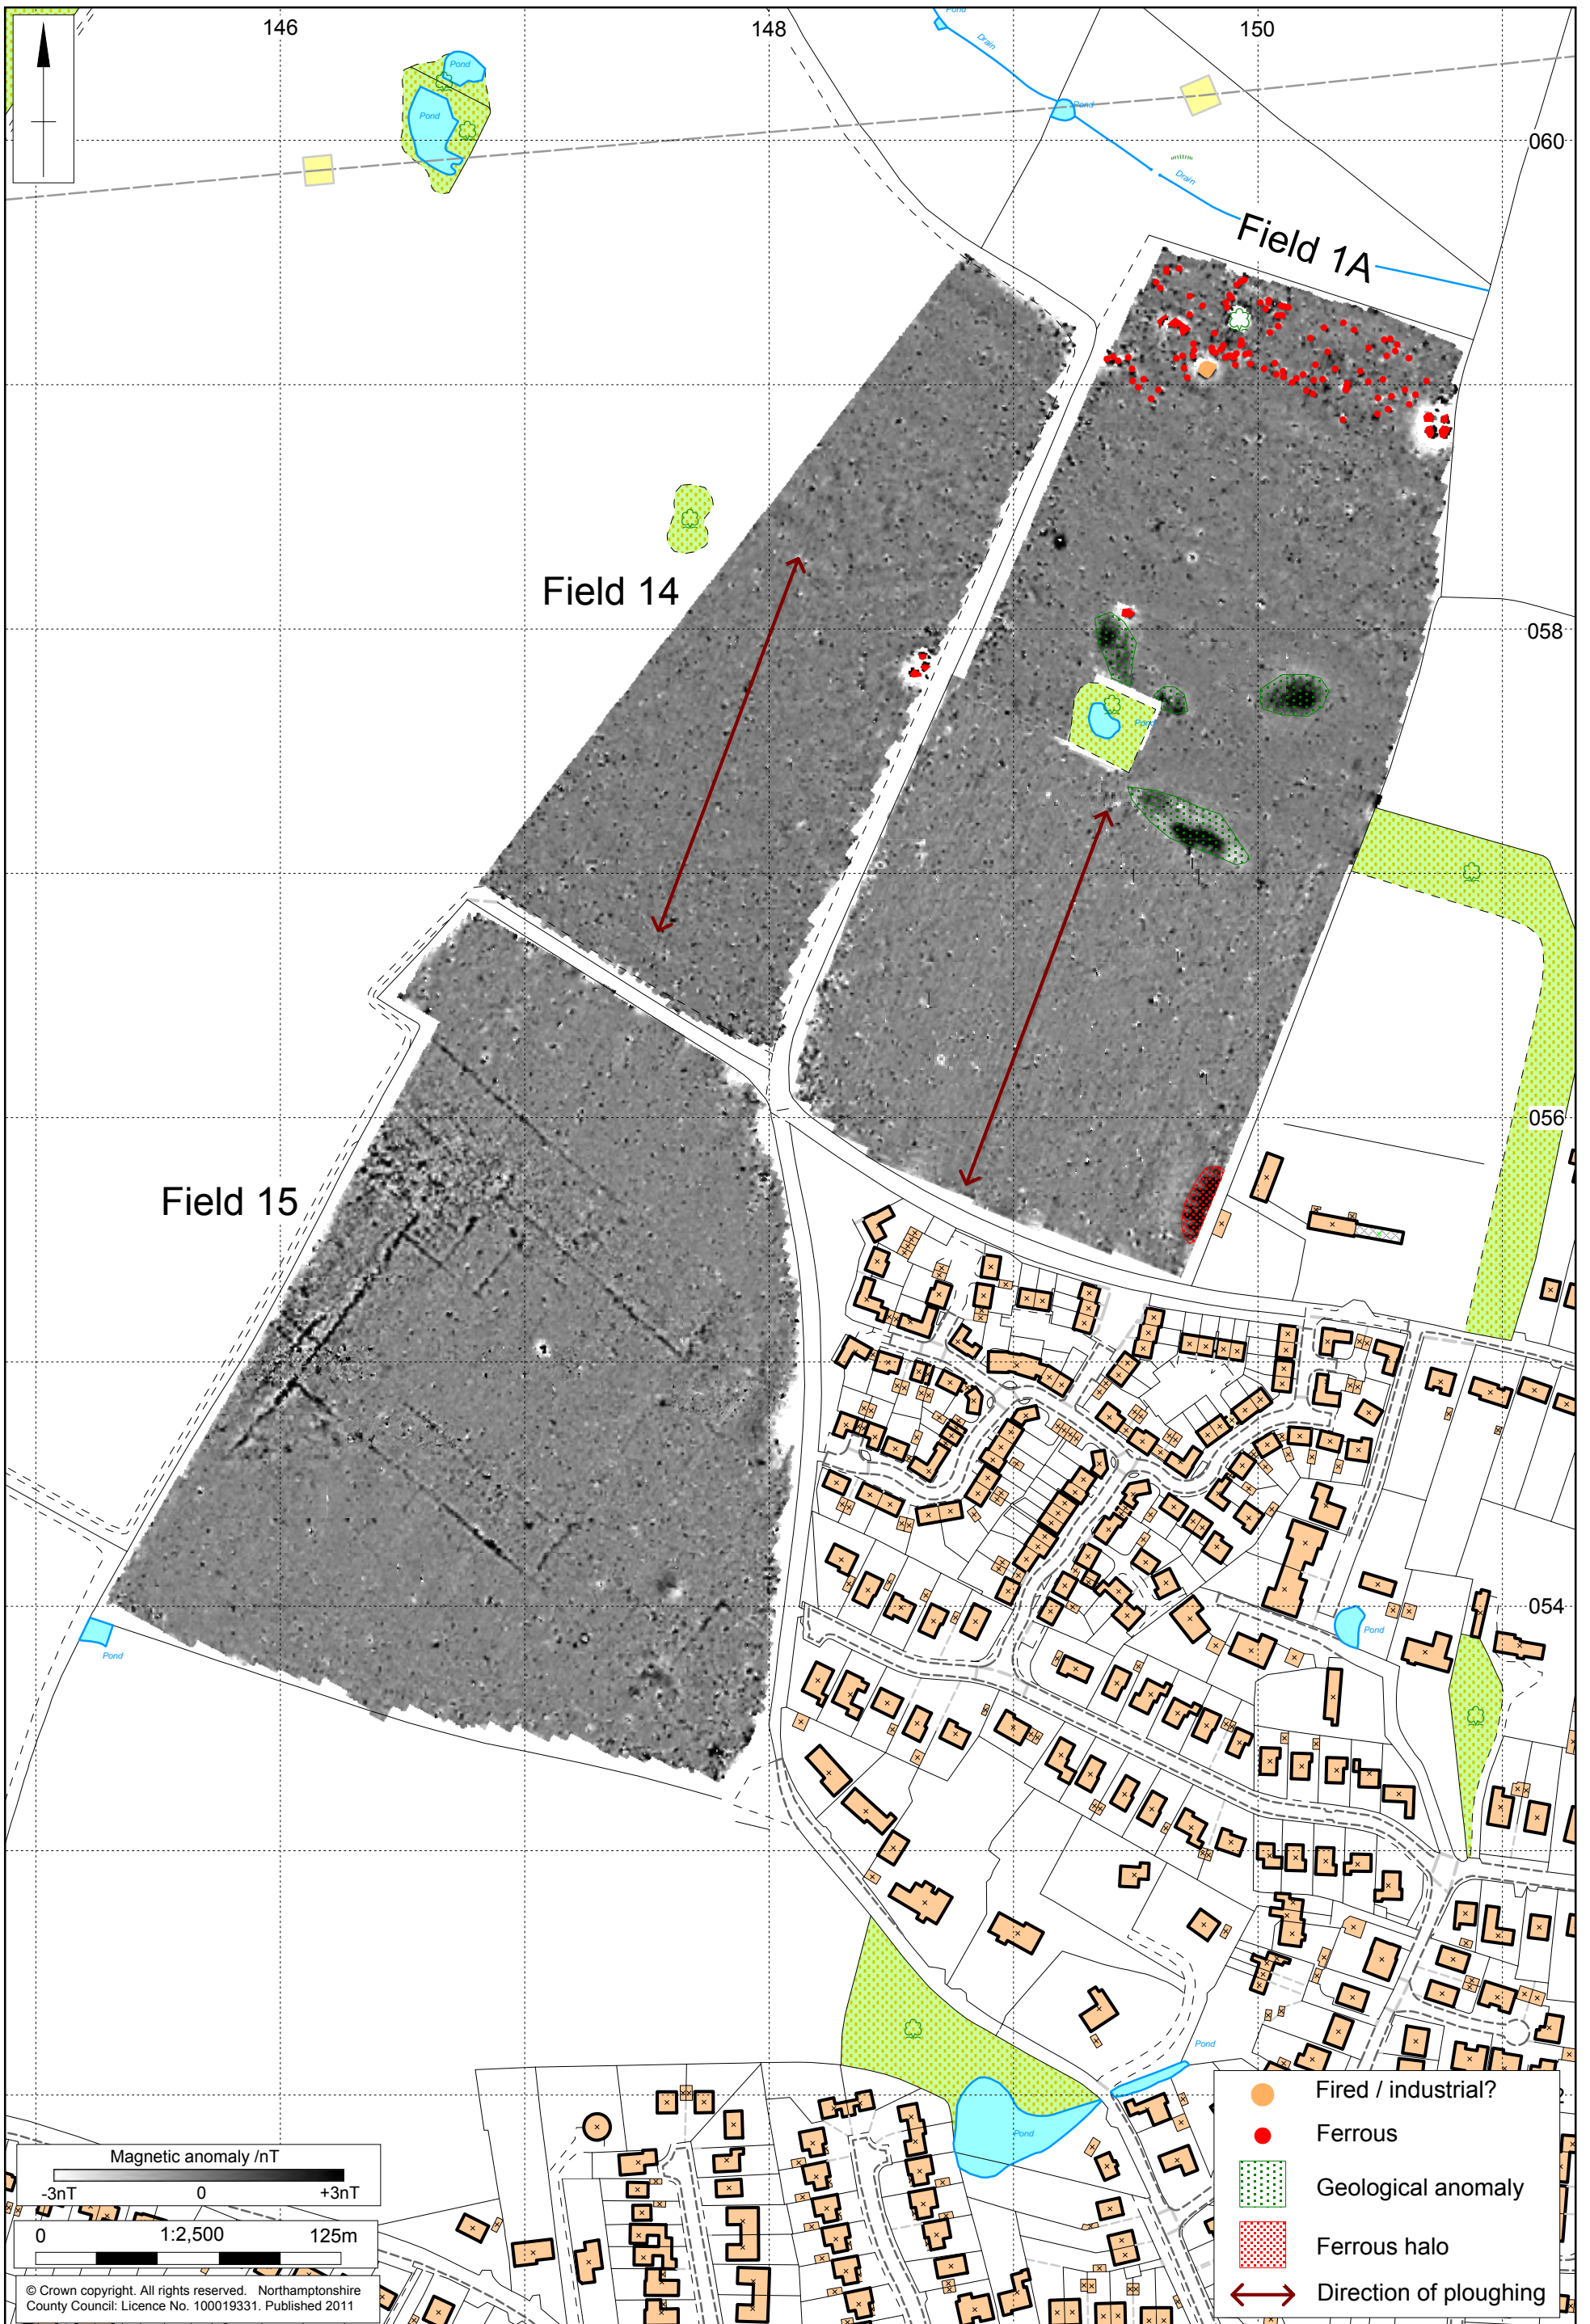 146
148
150
Pond
Drain
Pond
Pond
Pond
060
Drain
Field 1A
Field 14
058
Pond
056
Field 15
054
Pond
Pond
Pond
Pond
Magnetic anomaly /nT
-3nT 0 +3nT
0 1:2,500 125m
© Crown copyright. All rights reserved. Northamptonshire
County Council: Licence No. 100019331. Published 2011
Fired / industrial?
Ferrous
Geological anomaly
Ferrous halo
Direction of ploughing